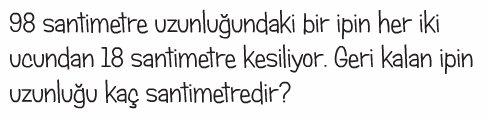 98 santimetre uzunluğundaki bir ipin her iki
ucundan 18 santimetre kesiliyor. Geri kalan ipin
uzunluğu kaç santimetredir?